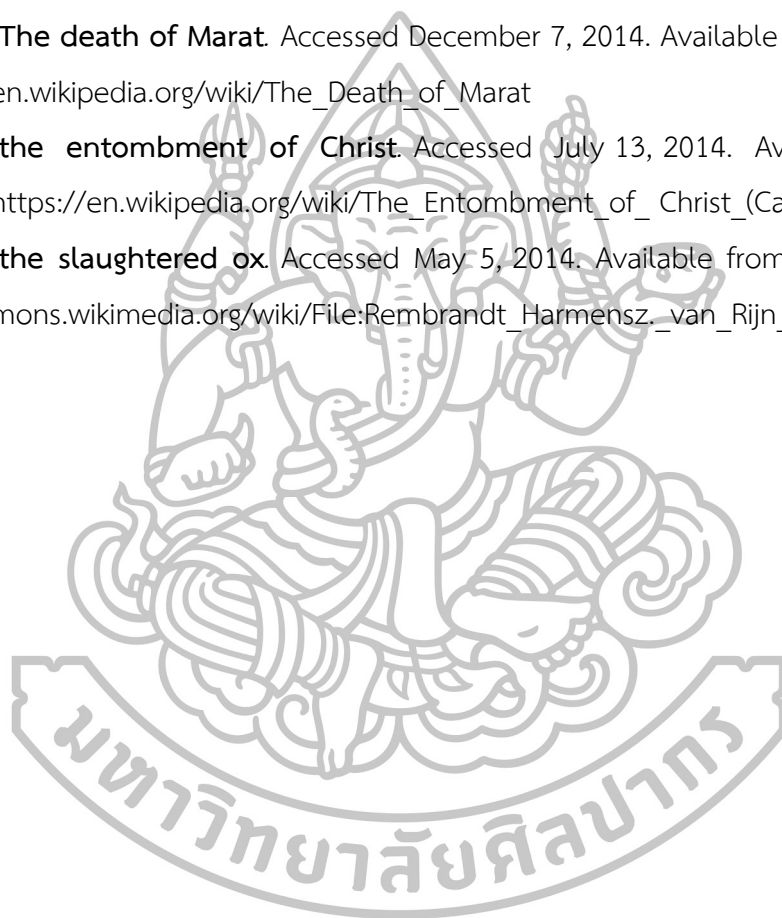 The death of Marat. Accessed December 7, 2014. Available
en.wikipedia.org/wiki/The_Death_of_Marat
the entombment of Christ. Accessed July 13, 2014. Av
https://en.wikipedia.org/wiki/The_Entombment_of_ Christ_(Ca
the slaughtered ox. Accessed May 5, 2014. Available from
mons.wikimedia.org/wiki/File:Rembrandt_Harmensz._van_Rijn_
มหาวิทยาลัยศิลปากร